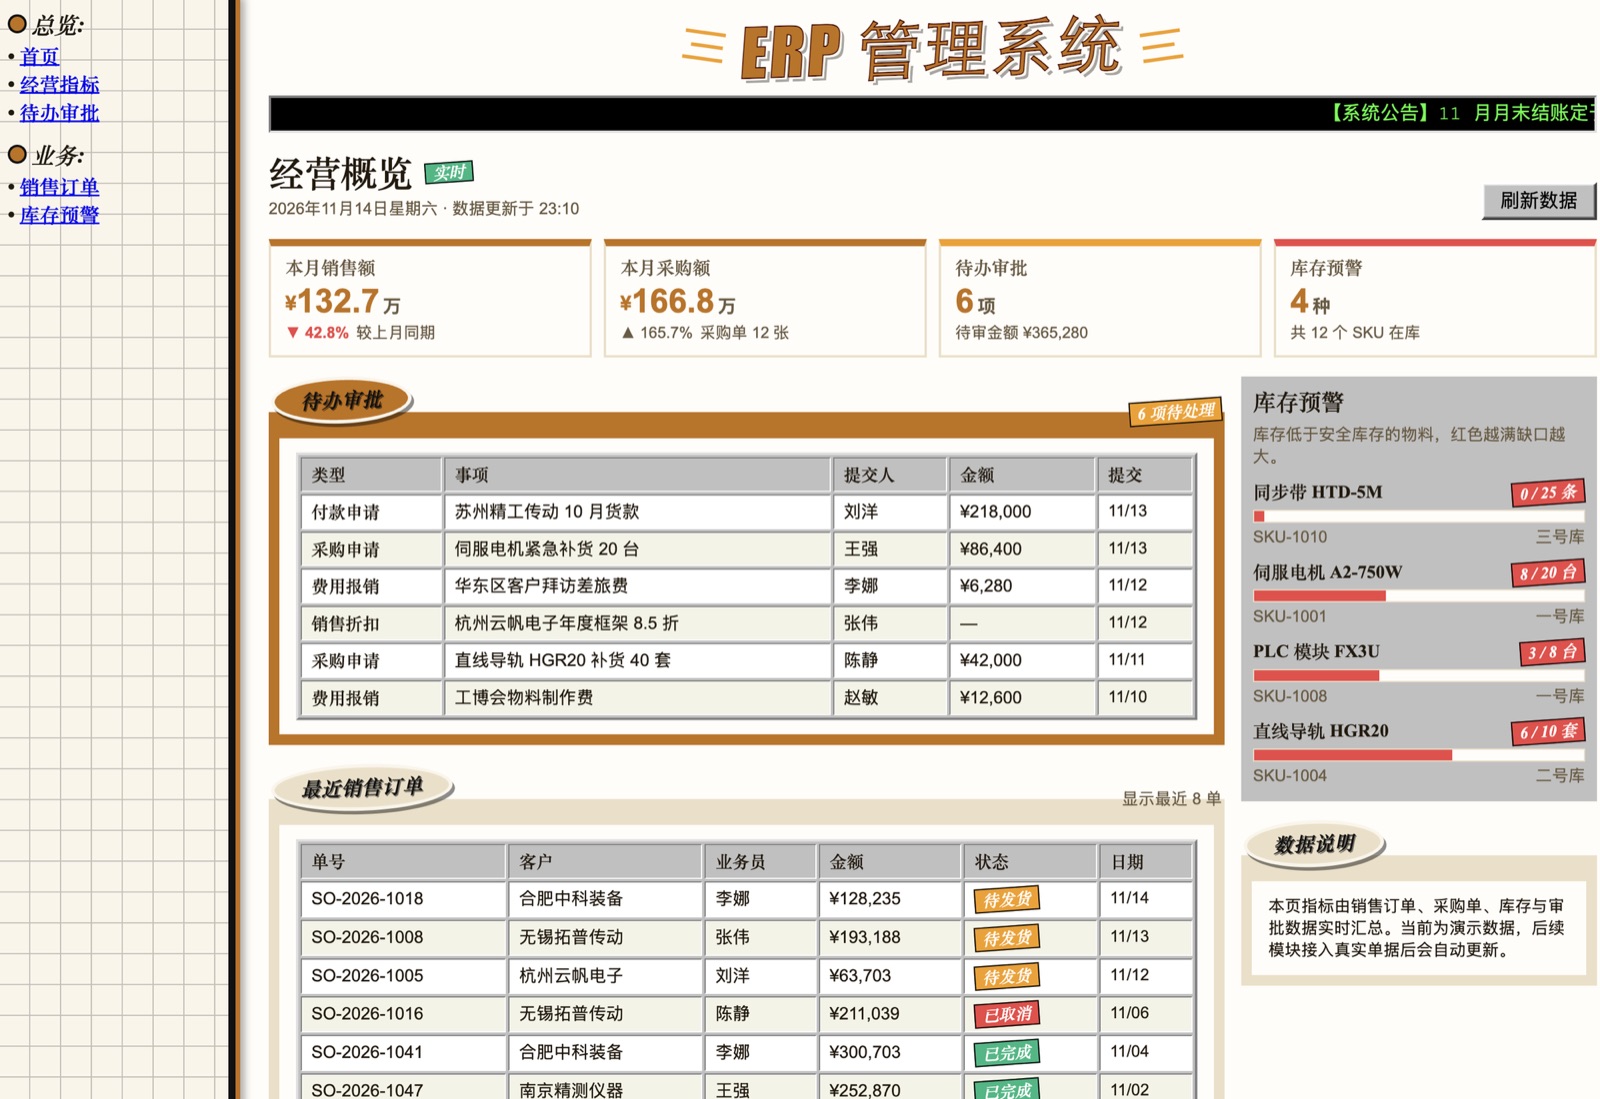 总览:
• 首页
• 经营指标
• 待办审批
业务:
• 销售订单
• 库存预警
ERP 管理系统
【系统公告】11 月月末结账定
经营概览 实时
2026年11月14日星期六 · 数据更新于 23:10
刷新数据
本月销售额
¥132.7 万
▼ 42.8% 较上月同期
本月采购额
¥166.8 万
▲ 165.7% 采购单 12 张
待办审批
6 项
待审金额 ¥365,280
库存预警
4 种
共 12 个 SKU 在库
待办审批
6 项待处理
类型 事项 提交人 金额 提交
付款申请 苏州精工传动 10 月货款 刘洋 ¥218,000 11/13
采购申请 伺服电机紧急补货 20 台 王强 ¥86,400 11/13
费用报销 华东区客户拜访差旅费 李娜 ¥6,280 11/12
销售折扣 杭州云帆电子年度框架 8.5 折 张伟 — 11/12
采购申请 直线导轨 HGR20 补货 40 套 陈静 ¥42,000 11/11
费用报销 工博会物料制作费 赵敏 ¥12,600 11/10
最近销售订单
显示最近 8 单
单号 客户 业务员 金额 状态 日期
SO-2026-1018 合肥中科装备 李娜 ¥128,235 待发货 11/14
SO-2026-1008 无锡拓普传动 张伟 ¥193,188 待发货 11/13
SO-2026-1005 杭州云帆电子 刘洋 ¥63,703 待发货 11/12
SO-2026-1016 无锡拓普传动 陈静 ¥211,039 已取消 11/06
SO-2026-1041 合肥中科装备 李娜 ¥300,703 已完成 11/04
SO-2026-1047 南京精测仪器 王强 ¥252,870 已完成 11/02
库存预警
库存低于安全库存的物料，红色越满缺口越
大。
同步带 HTD-5M 0 / 25 条
SKU-1010 三号库
伺服电机 A2-750W 8 / 20 台
SKU-1001 一号库
PLC 模块 FX3U 3 / 8 台
SKU-1008 一号库
直线导轨 HGR20 6 / 10 套
SKU-1004 二号库
数据说明
本页指标由销售订单、采购单、库存与审
批数据实时汇总。当前为演示数据，后续
模块接入真实单据后会自动更新。